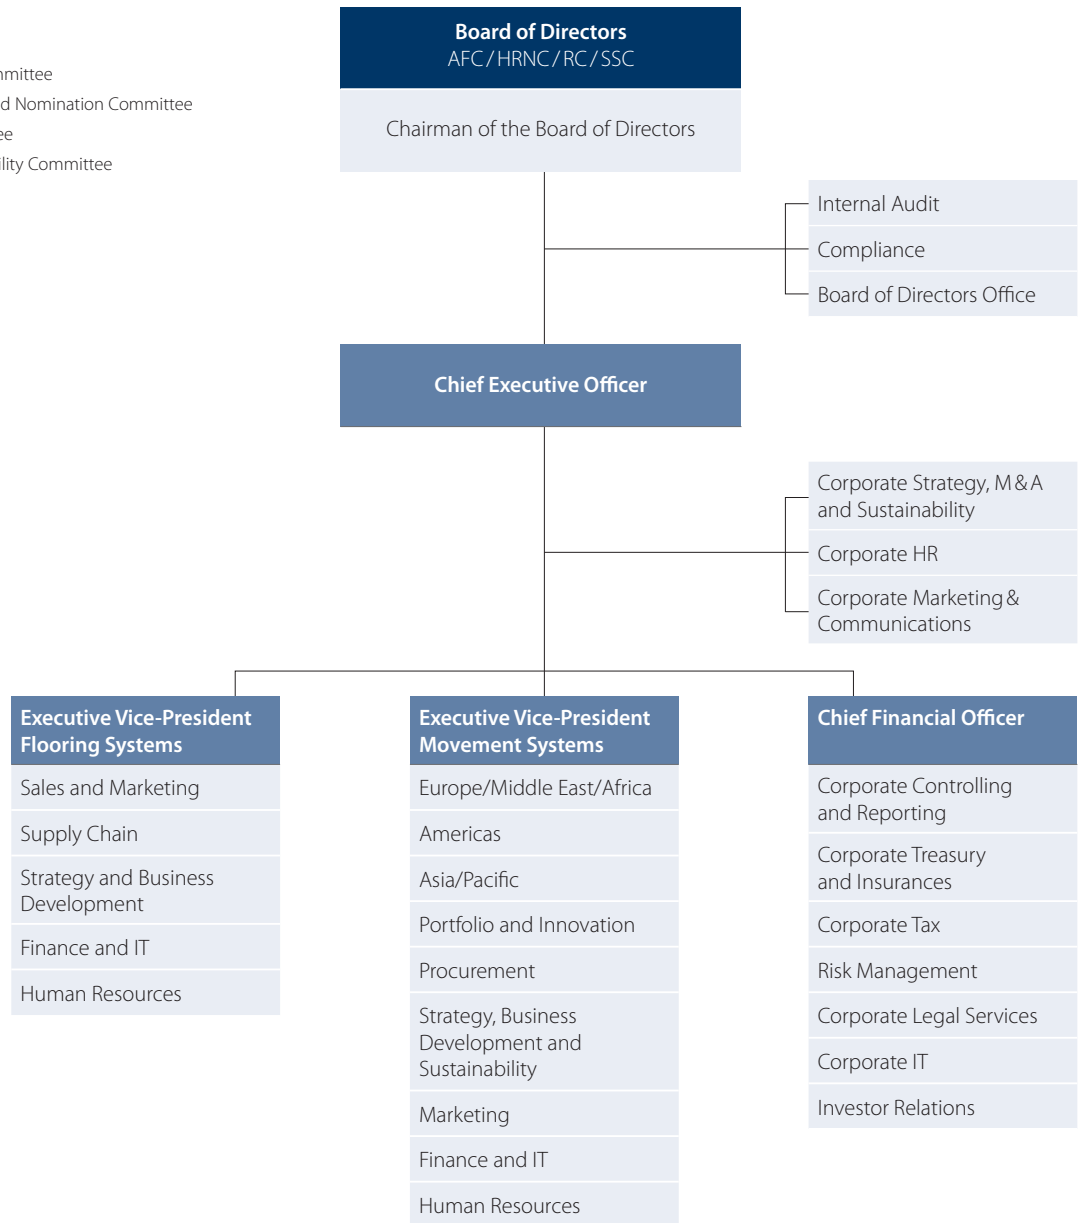 Board of Directors
AFC / HRNC / RC / SSC
Chairman of the Board of Directors
Nomination Committee
Committee
Internal Audit
Compliance
Board of Directors Office
Chief Executive Officer
Corporate Strategy, M & A
and Sustainability
Corporate HR
Corporate Marketing &
Communications
Executive Vice-President
Flooring Systems
Sales and Marketing
Supply Chain
Strategy and Business
Development
Finance and IT
Human Resources
Executive Vice-President
Movement Systems
Europe/Middle East/Africa
Americas
Asia/Pacific
Portfolio and Innovation
Procurement
Strategy, Business
Development and
Sustainability
Marketing
Finance and IT
Human Resources
Chief Financial Officer
Corporate Controlling
and Reporting
Corporate Treasury
and Insurances
Corporate Tax
Risk Management
Corporate Legal Services
Corporate IT
Investor Relations